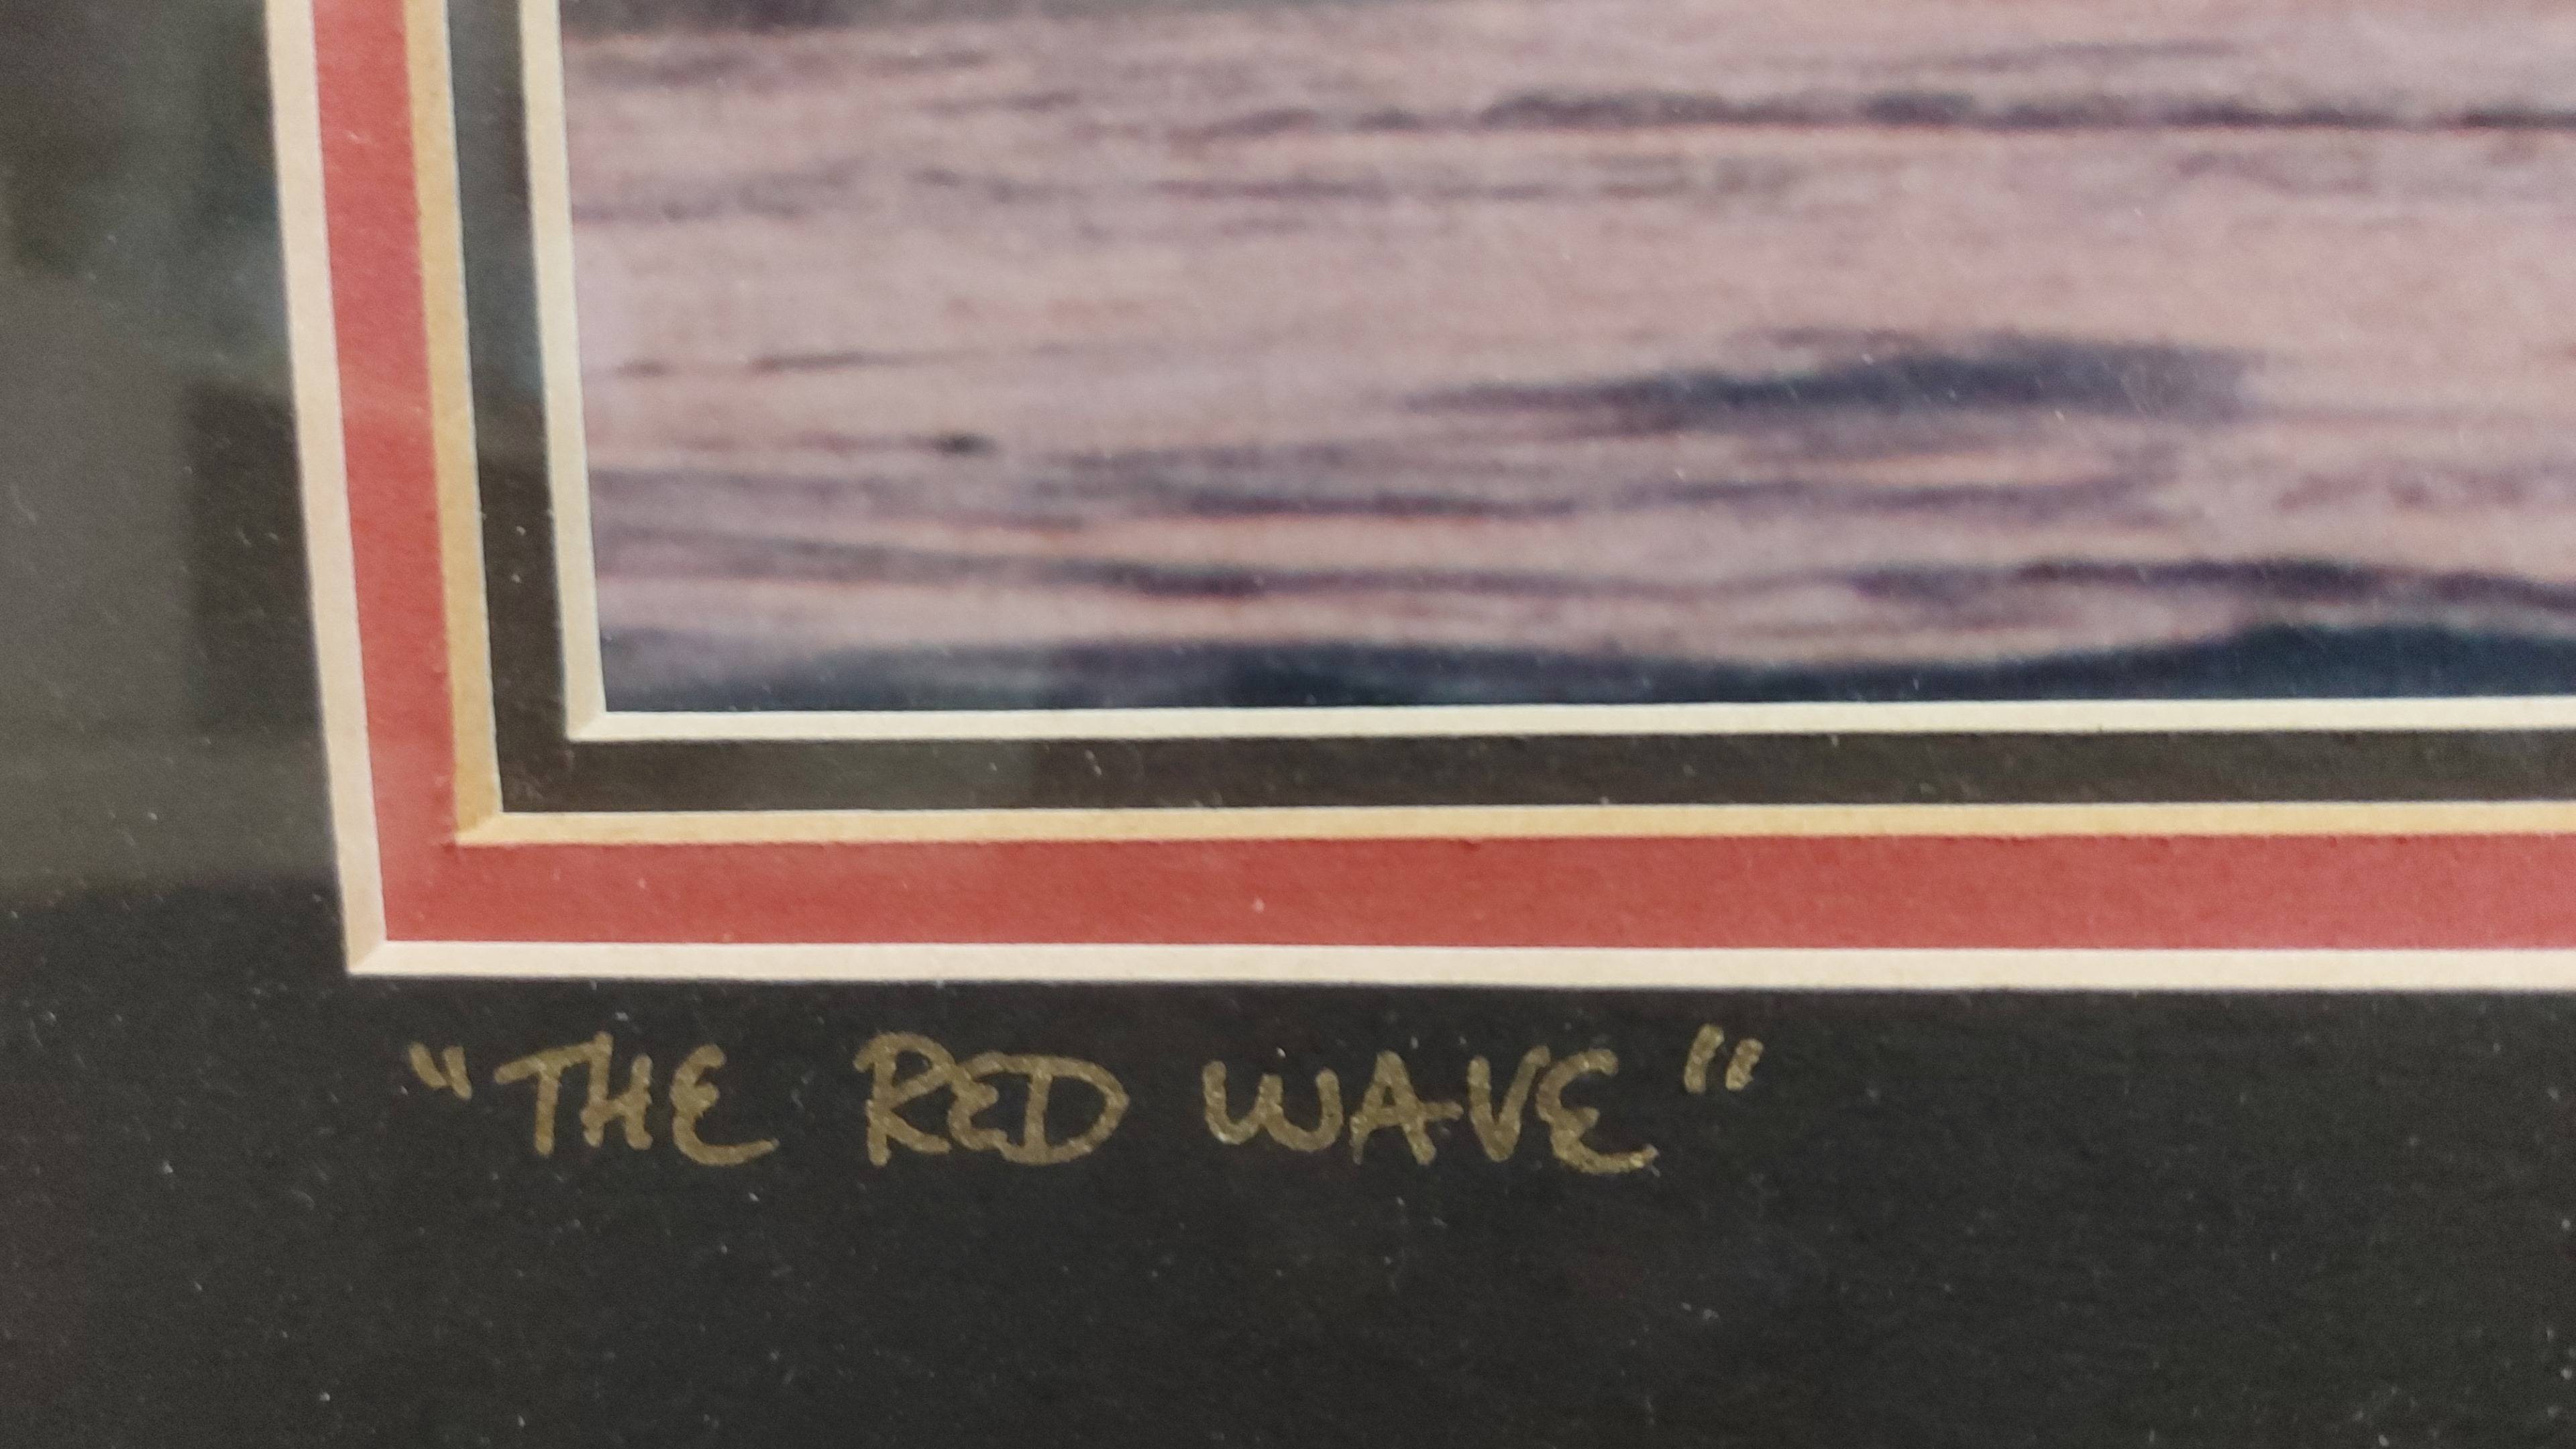 "THE RED WAVE"